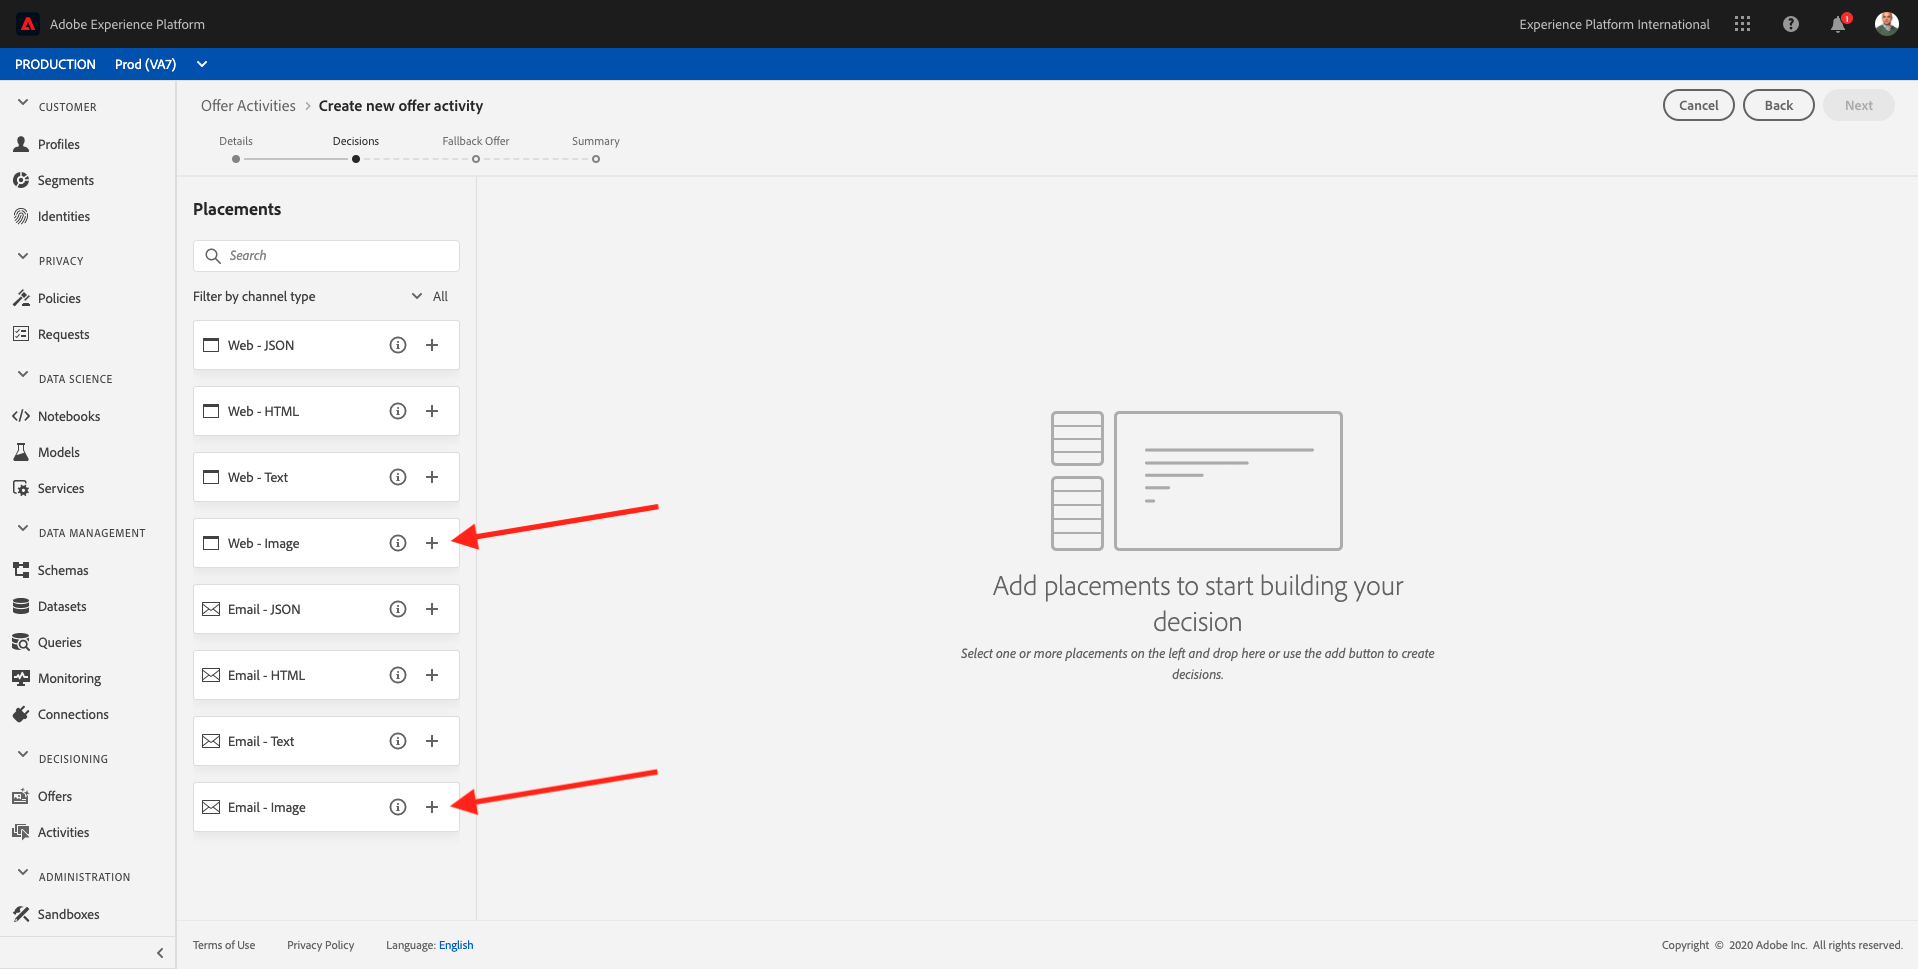 Adobe Experience Platform
Experience Platform International
1
PRODUCTION Prod (VA7)
CUSTOMER
Profiles
Segments
Identities
PRIVACY
Policies
Requests
DATA SCIENCE
Notebooks
Models
Services
DATA MANAGEMENT
Schemas
Datasets
Queries
Monitoring
Connections
DECISIONING
Offers
Activities
ADMINISTRATION
Sandboxes
Offer Activities > Create new offer activity
Cancel Back Next
Details Decisions Fallback Offer Summary
Placements
Search
Filter by channel type All
Web - JSON
Web - HTML
Web - Text
Web - Image
Email - JSON
Email - HTML
Email - Text
Email - Image
Add placements to start building your
decision
Select one or more placements on the left and drop here or use the add button to create
decisions.
Terms of Use Privacy Policy Language: English
Copyright © 2020 Adobe Inc. All rights reserved.